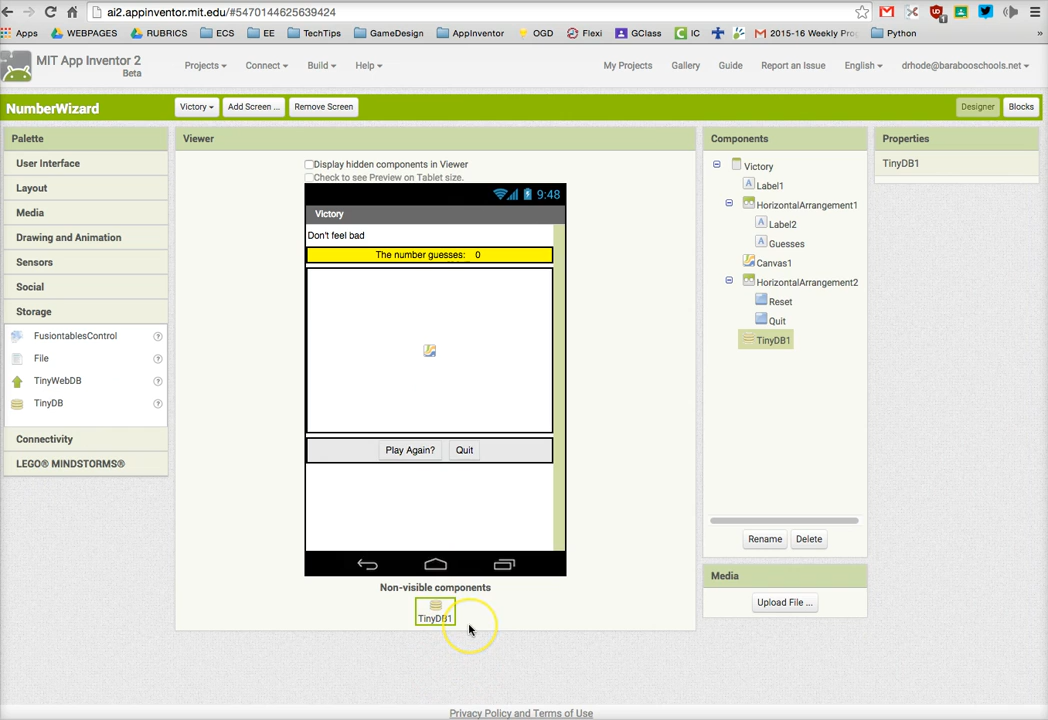 ai2.appinventor.mit.edu/#5470144625639424
Apps WEBPAGES RUBRICS ECS EE TechTips GameDesign AppInventor OGD Flexi GClass IC 2015-16 Weekly Pro Python »
MIT App Inventor 2
Beta
Projects Connect Build Help My Projects Gallery Guide Report an Issue English drhode@baraboochools.net
NumberWizard Victory Add Screen ... Remove Screen Designer Blocks
Palette Viewer Components Properties
User Interface
Layout
Media
Drawing and Animation
Sensors
Social
Storage
FusiontablesControl ?
File ?
TinyWebDB ?
TinyDB ?
Connectivity
LEGO® MINDSTORMS®
Display hidden components in Viewer
Check to see Preview on Tablet size.
9:48
Victory
Don't feel bad
The number guesses: 0
Play Again? Quit
Non-visible components
TinyDB1
Victory
Label1
HorizontalArrangement1
Label2
Guesses
Canvas1
HorizontalArrangement2
Reset
Quit
TinyDB1
Rename Delete
Media
Upload File ...
TinyDB1
Privacy Policy and Terms of Use